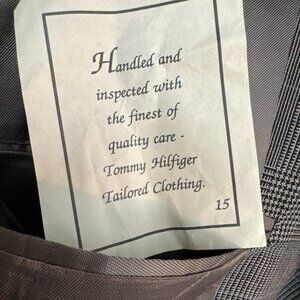 Handled and
inspected with
the finest of
quality care -
Tommy Hilfiger
Tailored Clothing.
15